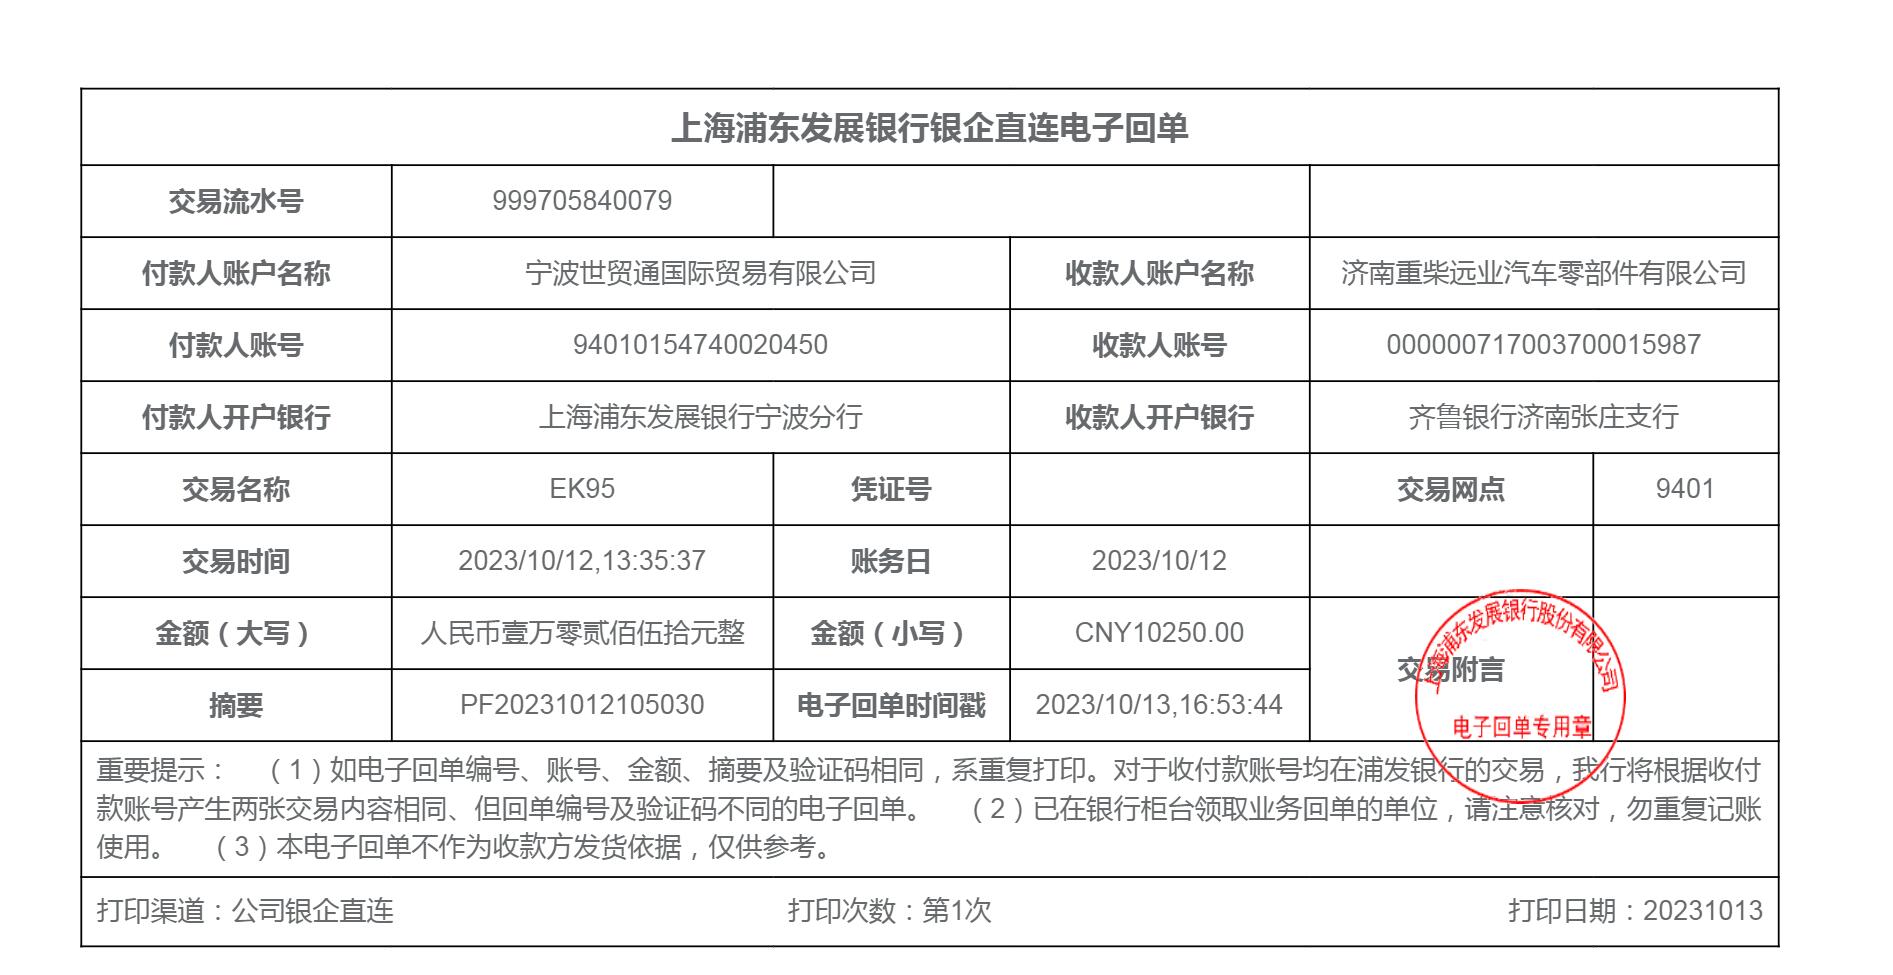 上海浦东发展银行银企直连电子回单
交易流水号 999705840079
付款人账户名称 宁波世贸通国际贸易有限公司 收款人账户名称 济南重柴远业汽车零部件有限公司
付款人账号 94010154740020450 收款人账号 000000717003700015987
付款人开户银行 上海浦东发展银行宁波分行 收款人开户银行 齐鲁银行济南张庄支行
交易名称 EK95 凭证号 交易网点 9401
交易时间 2023/10/12,13:35:37 账务日 2023/10/12
金额（大写） 人民币壹万零贰佰伍拾元整 金额（小写） CNY10250.00
交易附言
摘要 PF20231012105030 电子回单时间戳 2023/10/13,16:53:44
上海浦东发展银行股份有限公司
电子回单专用章
重要提示： （1）如电子回单编号、账号、金额、摘要及验证码相同，系重复打印。对于收付款账号均在浦发银行的交易，我行将根据收付
款账号产生两张交易内容相同、但回单编号及验证码不同的电子回单。 （2）已在银行柜台领取业务回单的单位，请注意核对，勿重复记账
使用。 （3）本电子回单不作为收款方发货依据，仅供参考。
打印渠道：公司银企直连 打印次数：第1次 打印日期：20231013